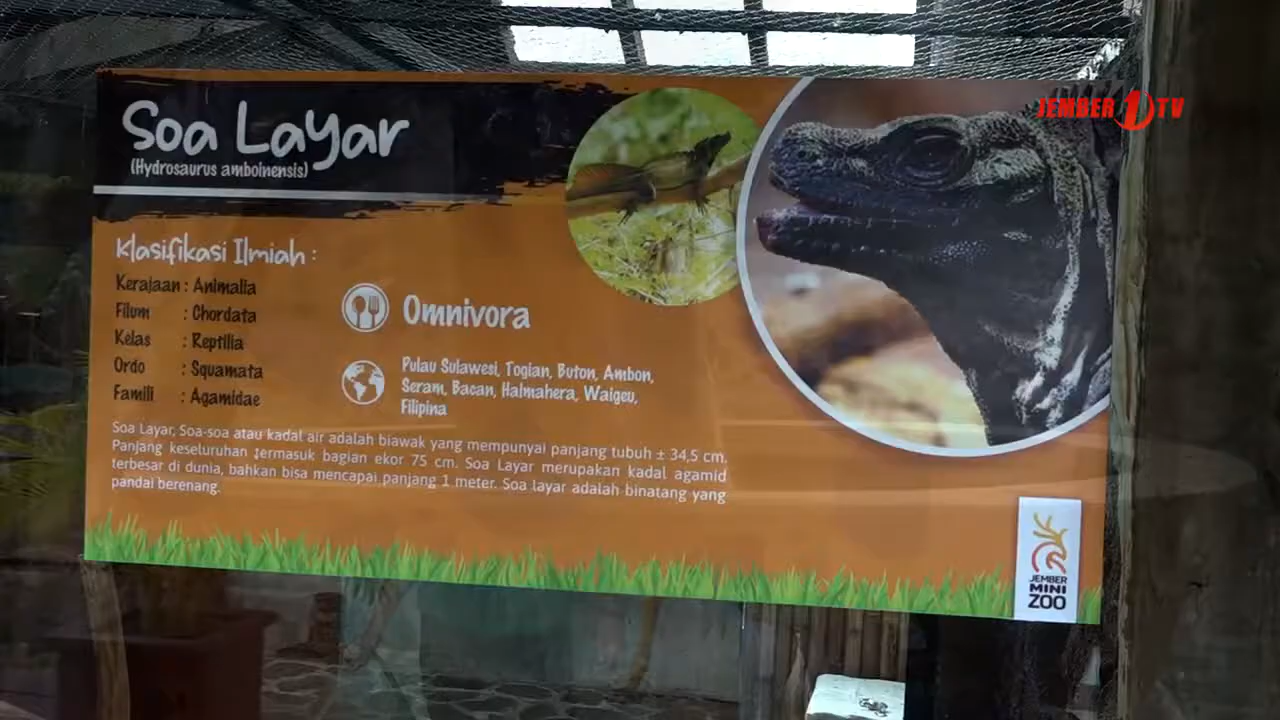 JEMBER 1 TV
Soa Layar
(Hydrosaurus amboinensis)
Klasifikasi Ilmiah :
Kerajaan : Animalia
Filum : Chordata
Kelas : Reptilia
Ordo : Squamata
Famili : Agamidae
Omnivora
Pulau Sulawesi, Togian, Buton, Ambon,
Seram, Bacan, Halmahera, Waigeu,
Filipina
Soa Layar, Soa-soa atau kadal air adalah biawak yang mempunyai panjang tubuh ± 34,5 cm.
Panjang keseluruhan termasuk bagian ekor 75 cm. Soa Layar merupakan kadal agamid
terbesar di dunia, bahkan bisa mencapai panjang 1 meter. Soa layar adalah binatang yang
pandai berenang.
JEMBER
MINI
ZOO